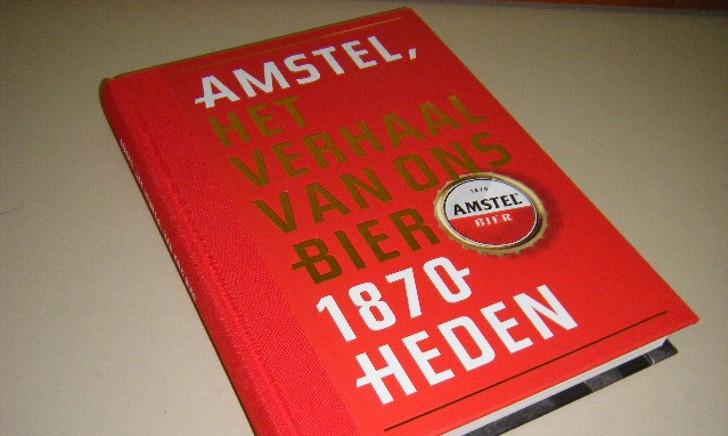 AMSTEL,
HET
VERHAAL
VAN ONS
BIER
1870
AMSTEL
BIER
1870-
HEDEN